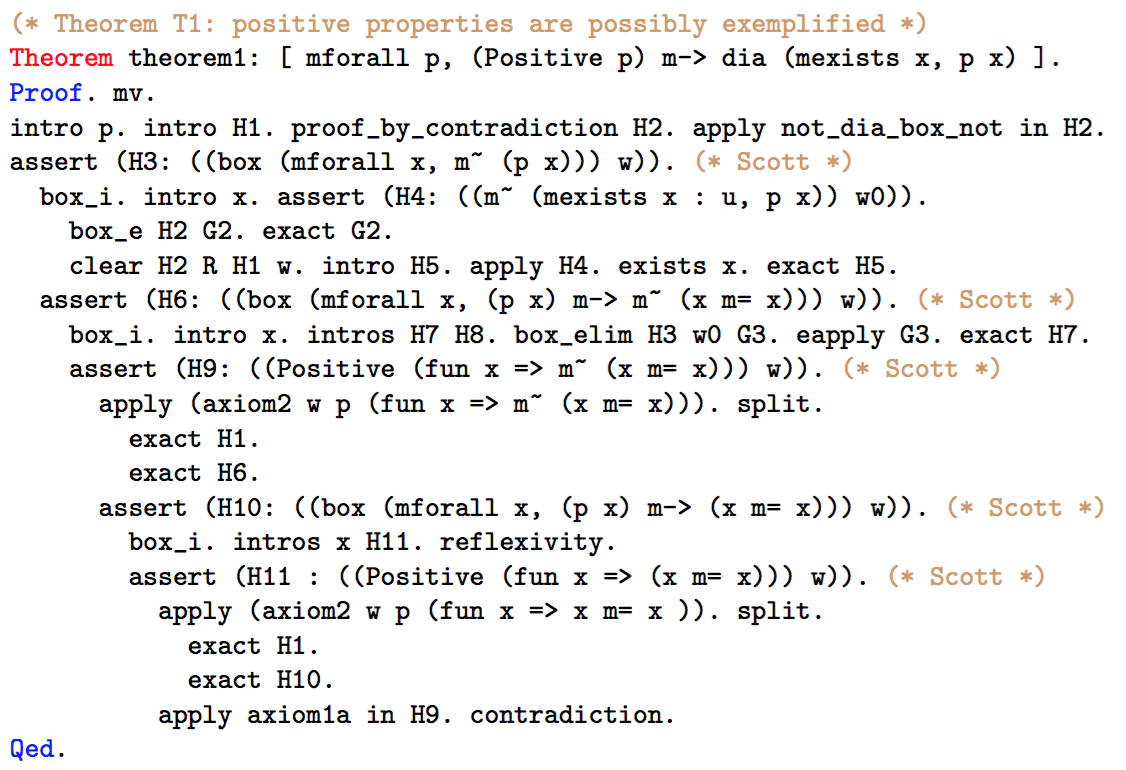 (* Theorem T1: positive properties are possibly exemplified *)
Theorem theorem1: [ mforall p, (Positive p) m-> dia (mexists x, p x) ].
Proof. mv.
intro p. intro H1. proof_by_contradiction H2. apply not_dia_box_not in H2.
assert (H3: ((box (mforall x, m~ (p x))) w)). (* Scott *)
box_i. intro x. assert (H4: ((m~ (mexists x : u, p x)) w0)).
box_e H2 G2. exact G2.
clear H2 R H1 w. intro H5. apply H4. exists x. exact H5.
assert (H6: ((box (mforall x, (p x) m-> m~ (x m= x))) w)). (* Scott *)
box_i. intro x. intros H7 H8. box_elim H3 w0 G3. eapply G3. exact H7.
assert (H9: ((Positive (fun x => m~ (x m= x))) w)). (* Scott *)
apply (axiom2 w p (fun x => m~ (x m= x))). split.
exact H1.
exact H6.
assert (H10: ((box (mforall x, (p x) m-> (x m= x))) w)). (* Scott *)
box_i. intros x H11. reflexivity.
assert (H11 : ((Positive (fun x => (x m= x))) w)). (* Scott *)
apply (axiom2 w p (fun x => x m= x )). split.
exact H1.
exact H10.
apply axiom1a in H9. contradiction.
Qed.